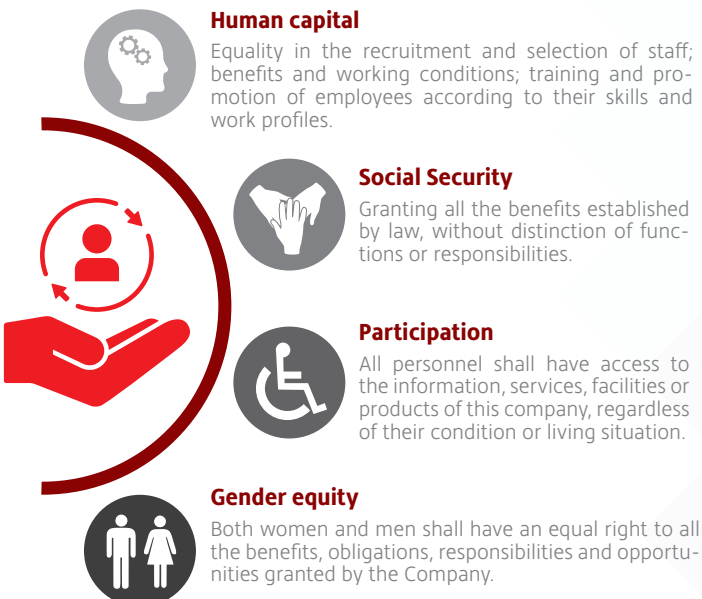 Human capital
Equality in the recruitment and selection of staff;
benefits and working conditions; training and pro-
motion of employees according to their skills and
work profiles.
Social Security
Granting all the benefits established
by law, without distinction of func-
tions or responsibilities.
Participation
All personnel shall have access to
the information, services, facilities or
products of this company, regardless
of their condition or living situation.
Gender equity
Both women and men shall have an equal right to all
the benefits, obligations, responsibilities and opportu-
nities granted by the Company.